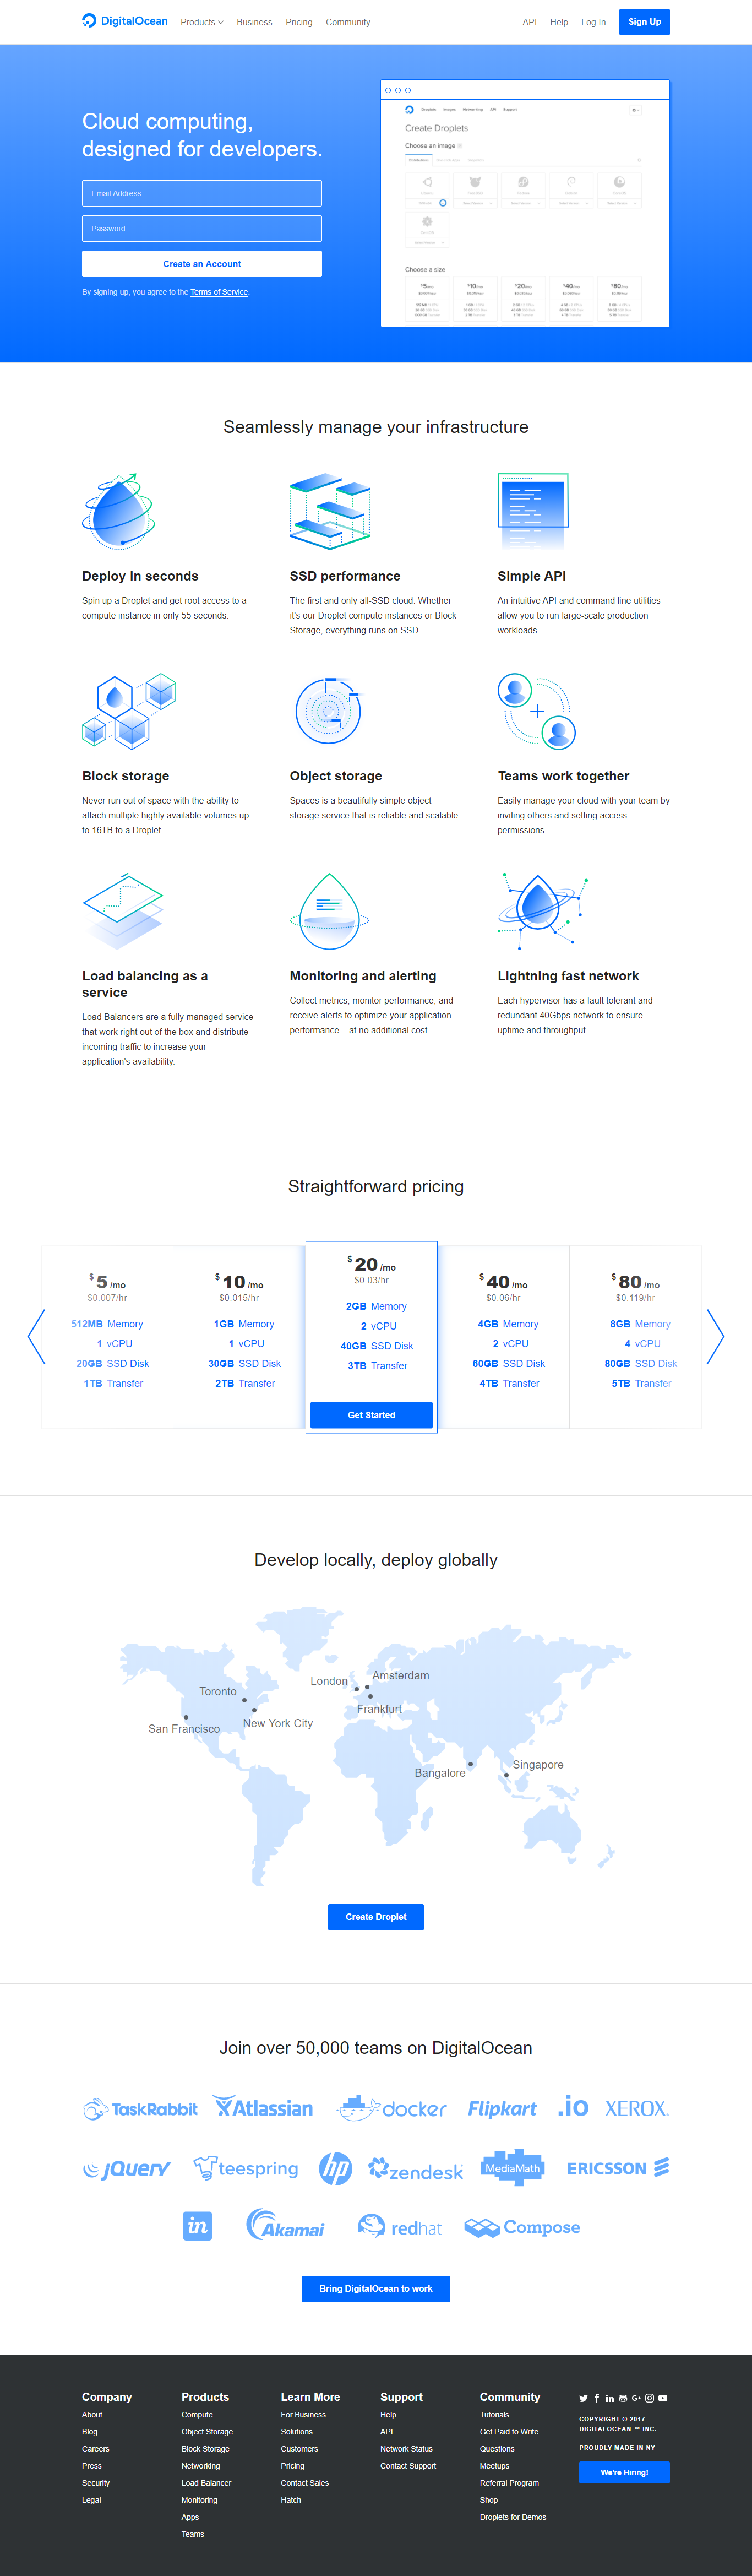 DigitalOcean Products Business Pricing Community API Help Log In Sign Up
Cloud computing,
designed for developers.
Email Address
Password
Create an Account
By signing up, you agree to the Terms of Service.
Droplets Images Networking API Support
Create Droplets
Choose an image
Choose a size
$5/mo $10/mo $20/mo $40/mo $80/mo
Seamlessly manage your infrastructure
Deploy in seconds
Spin up a Droplet and get root access to a
compute instance in only 55 seconds.
SSD performance
The first and only all-SSD cloud. Whether
it's our Droplet compute instances or Block
Storage, everything runs on SSD.
Simple API
An intuitive API and command line utilities
allow you to run large-scale production
workloads.
Block storage
Never run out of space with the ability to
attach multiple highly available volumes up
to 16TB to a Droplet.
Object storage
Spaces is a beautifully simple object
storage service that is reliable and scalable.
Teams work together
Easily manage your cloud with your team by
inviting others and setting access
permissions.
Load balancing as a
service
Load Balancers are a fully managed service
that work right out of the box and distribute
incoming traffic to increase your
application's availability.
Monitoring and alerting
Collect metrics, monitor performance, and
receive alerts to optimize your application
performance – at no additional cost.
Lightning fast network
Each hypervisor has a fault tolerant and
redundant 40Gbps network to ensure
uptime and throughput.
Straightforward pricing
$5/mo
$0.007/hr
512MB Memory
1 vCPU
20GB SSD Disk
1TB Transfer
$10/mo
$0.015/hr
1GB Memory
1 vCPU
30GB SSD Disk
2TB Transfer
$20/mo
$0.03/hr
2GB Memory
2 vCPU
40GB SSD Disk
3TB Transfer
Get Started
$40/mo
$0.06/hr
4GB Memory
2 vCPU
60GB SSD Disk
4TB Transfer
$80/mo
$0.119/hr
8GB Memory
4 vCPU
80GB SSD Disk
5TB Transfer
Develop locally, deploy globally
London
Amsterdam
Toronto
Frankfurt
New York City
San Francisco
Singapore
Bangalore
Create Droplet
Join over 50,000 teams on DigitalOcean
TaskRabbit Atlassian docker Flipkart .io XEROX
jQuery teespring hp zendesk MediaMath ERICSSON
in Akamai redhat Compose
Bring DigitalOcean to work
Company
About
Blog
Careers
Press
Security
Legal
Products
Compute
Object Storage
Block Storage
Networking
Load Balancer
Monitoring
Apps
Teams
Learn More
For Business
Solutions
Customers
Pricing
Contact Sales
Hatch
Support
Help
API
Network Status
Contact Support
Community
Tutorials
Get Paid to Write
Questions
Meetups
Referral Program
Shop
Droplets for Demos
COPYRIGHT © 2017
DIGITALOCEAN ™ INC.
PROUDLY MADE IN NY
We're Hiring!